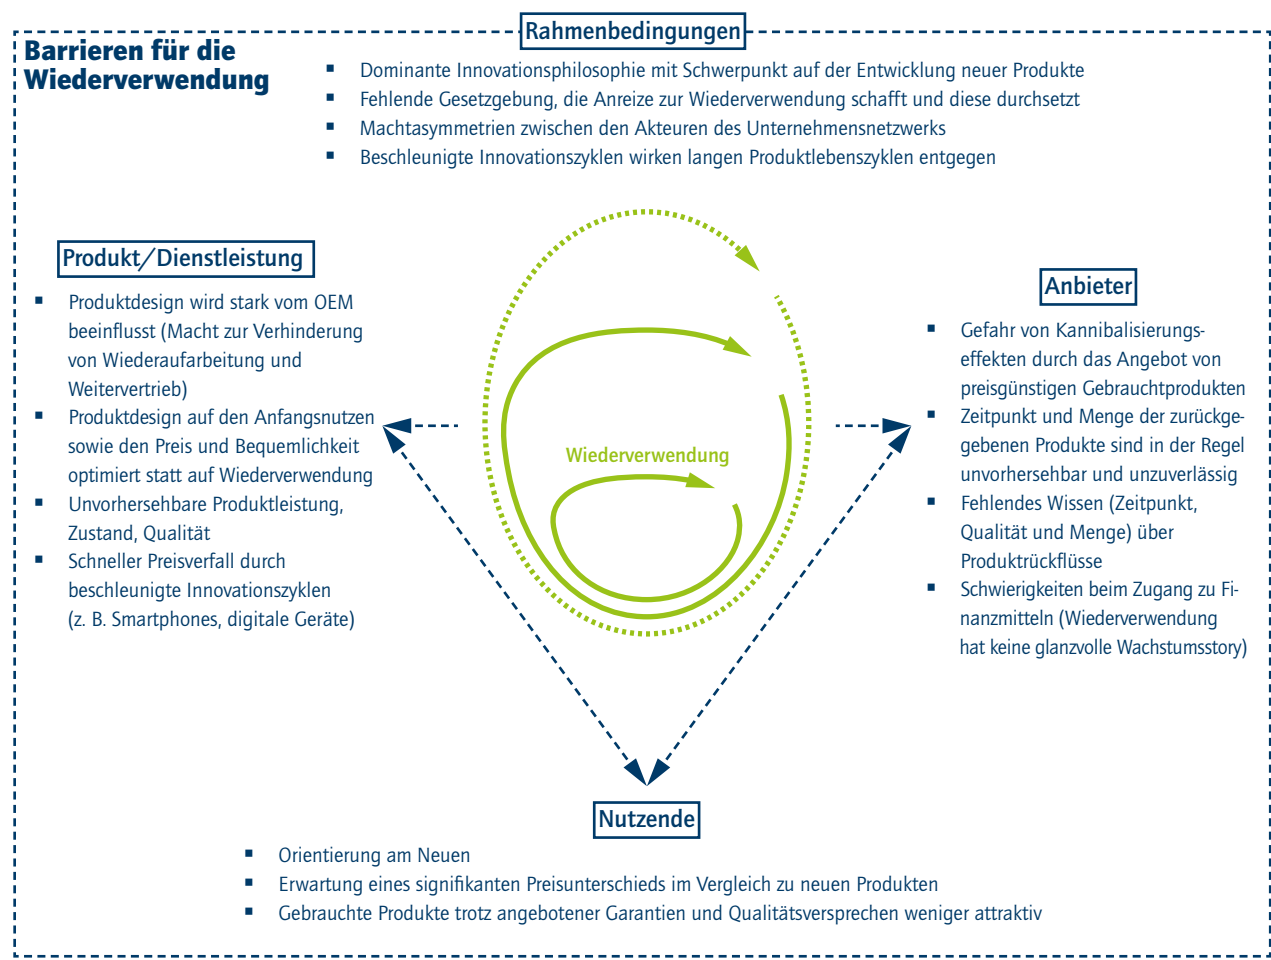 Barrieren für die
Wiederverwendung
Rahmenbedingungen
▪ Dominante Innovationsphilosophie mit Schwerpunkt auf der Entwicklung neuer Produkte
▪ Fehlende Gesetzgebung, die Anreize zur Wiederverwendung schafft und diese durchsetzt
▪ Machtasymmetrien zwischen den Akteuren des Unternehmensnetzwerks
▪ Beschleunigte Innovationszyklen wirken langen Produktlebenszyklen entgegen
Produkt/Dienstleistung
▪ Produktdesign wird stark vom OEM
beeinflusst (Macht zur Verhinderung
von Wiederaufarbeitung und
Weitervertrieb)
▪ Produktdesign auf den Anfangsnutzen
sowie den Preis und Bequemlichkeit
optimiert statt auf Wiederverwendung
▪ Unvorhersehbare Produktleistung,
Zustand, Qualität
▪ Schneller Preisverfall durch
beschleunigte Innovationszyklen
(z. B. Smartphones, digitale Geräte)
Wiederverwendung
Anbieter
▪ Gefahr von Kannibalisierungs-
effekten durch das Angebot von
preisgünstigen Gebrauchtprodukten
▪ Zeitpunkt und Menge der zurückge-
gebenen Produkte sind in der Regel
unvorhersehbar und unzuverlässig
▪ Fehlendes Wissen (Zeitpunkt,
Qualität und Menge) über
Produktrückflüsse
▪ Schwierigkeiten beim Zugang zu Fi-
nanzmitteln (Wiederverwendung
hat keine glanzvolle Wachstumsstory)
Nutzende
▪ Orientierung am Neuen
▪ Erwartung eines signifikanten Preisunterschieds im Vergleich zu neuen Produkten
▪ Gebrauchte Produkte trotz angebotener Garantien und Qualitätsversprechen weniger attraktiv